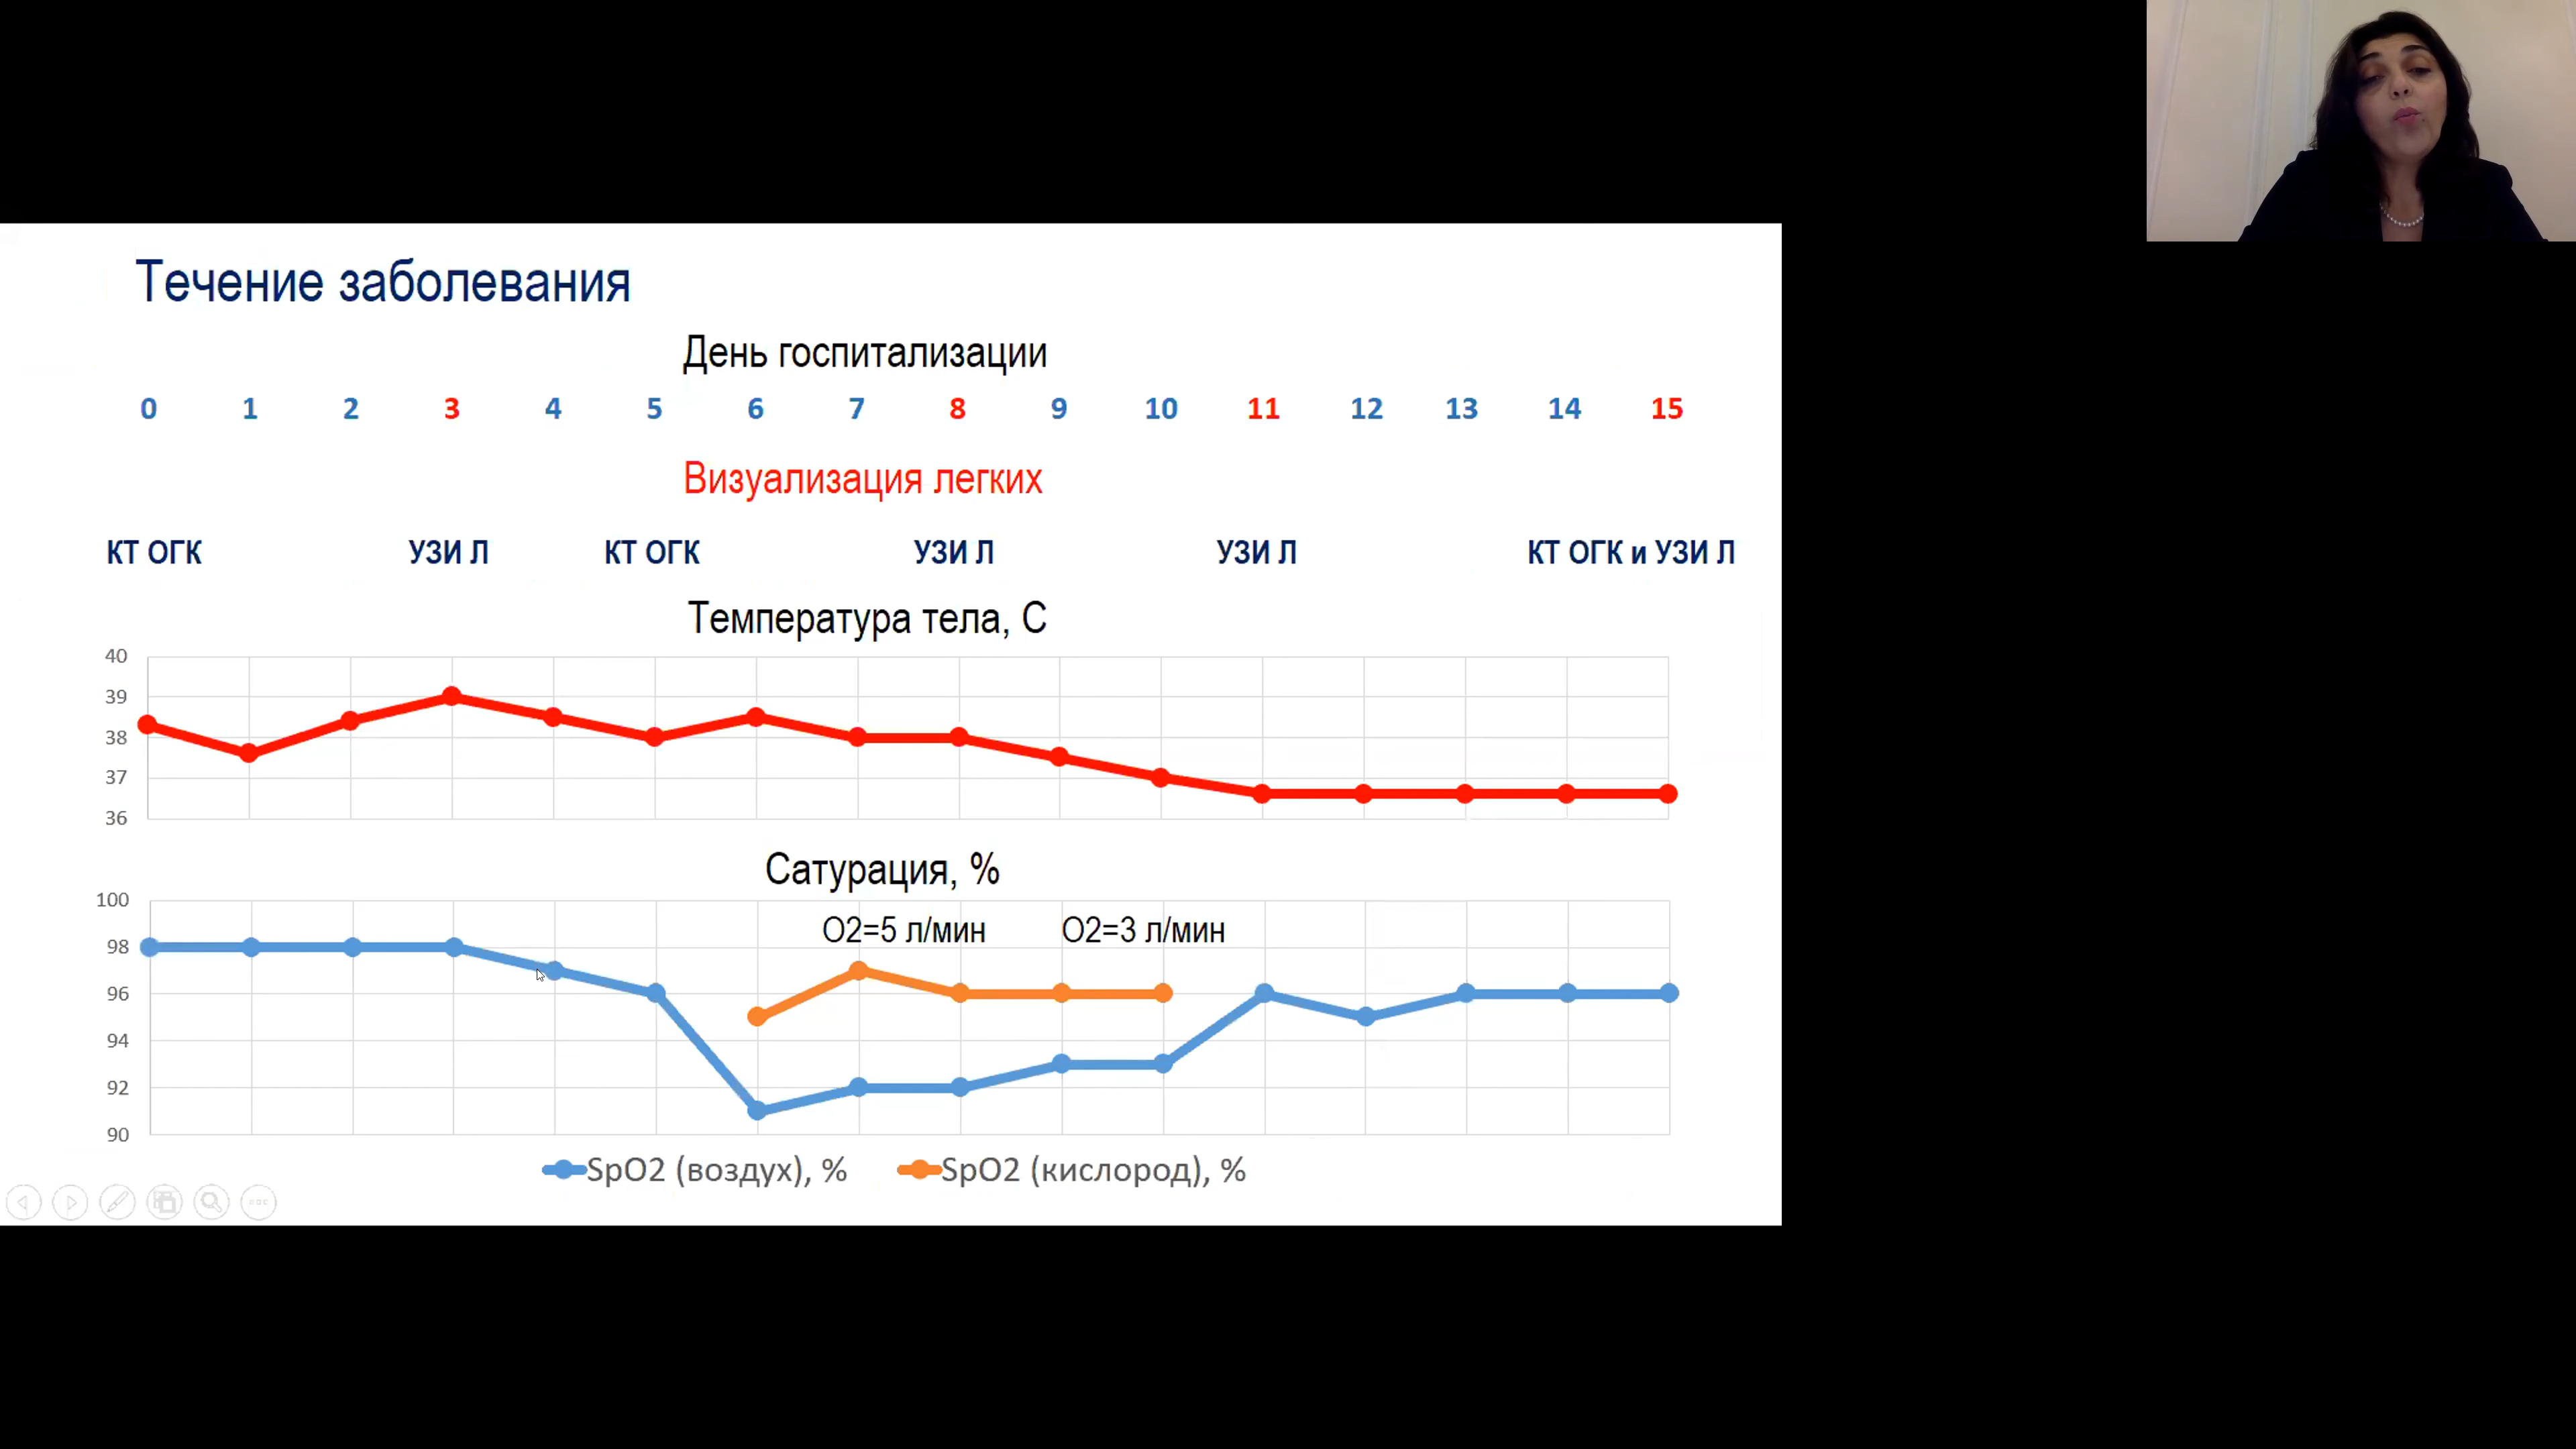 Течение заболевания
День госпитализации
0 1 2 3 4 5 6 7 8 9 10 11 12 13 14 15
Визуализация легких
КТ ОГК УЗИ Л КТ ОГК УЗИ Л УЗИ Л КТ ОГК и УЗИ Л
Температура тела, С
40
39
38
37
36
Сатурация, %
100
O2=5 л/мин O2=3 л/мин
98
96
94
92
90
SpO2 (воздух), % SpO2 (кислород), %